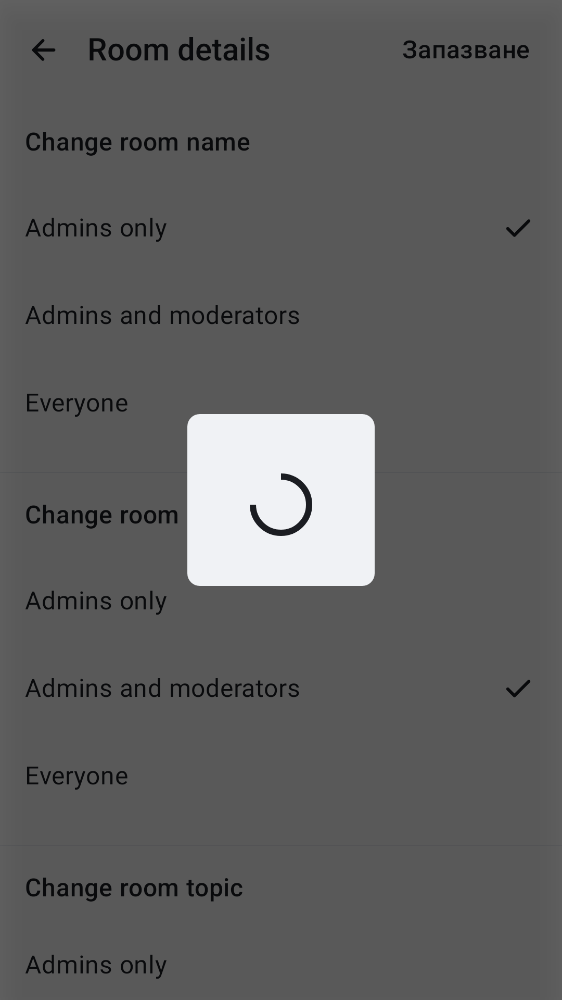 Room details
Запазване
Change room name
Admins only
Admins and moderators
Everyone
Change room
Admins only
Admins and moderators
Everyone
Change room topic
Admins only